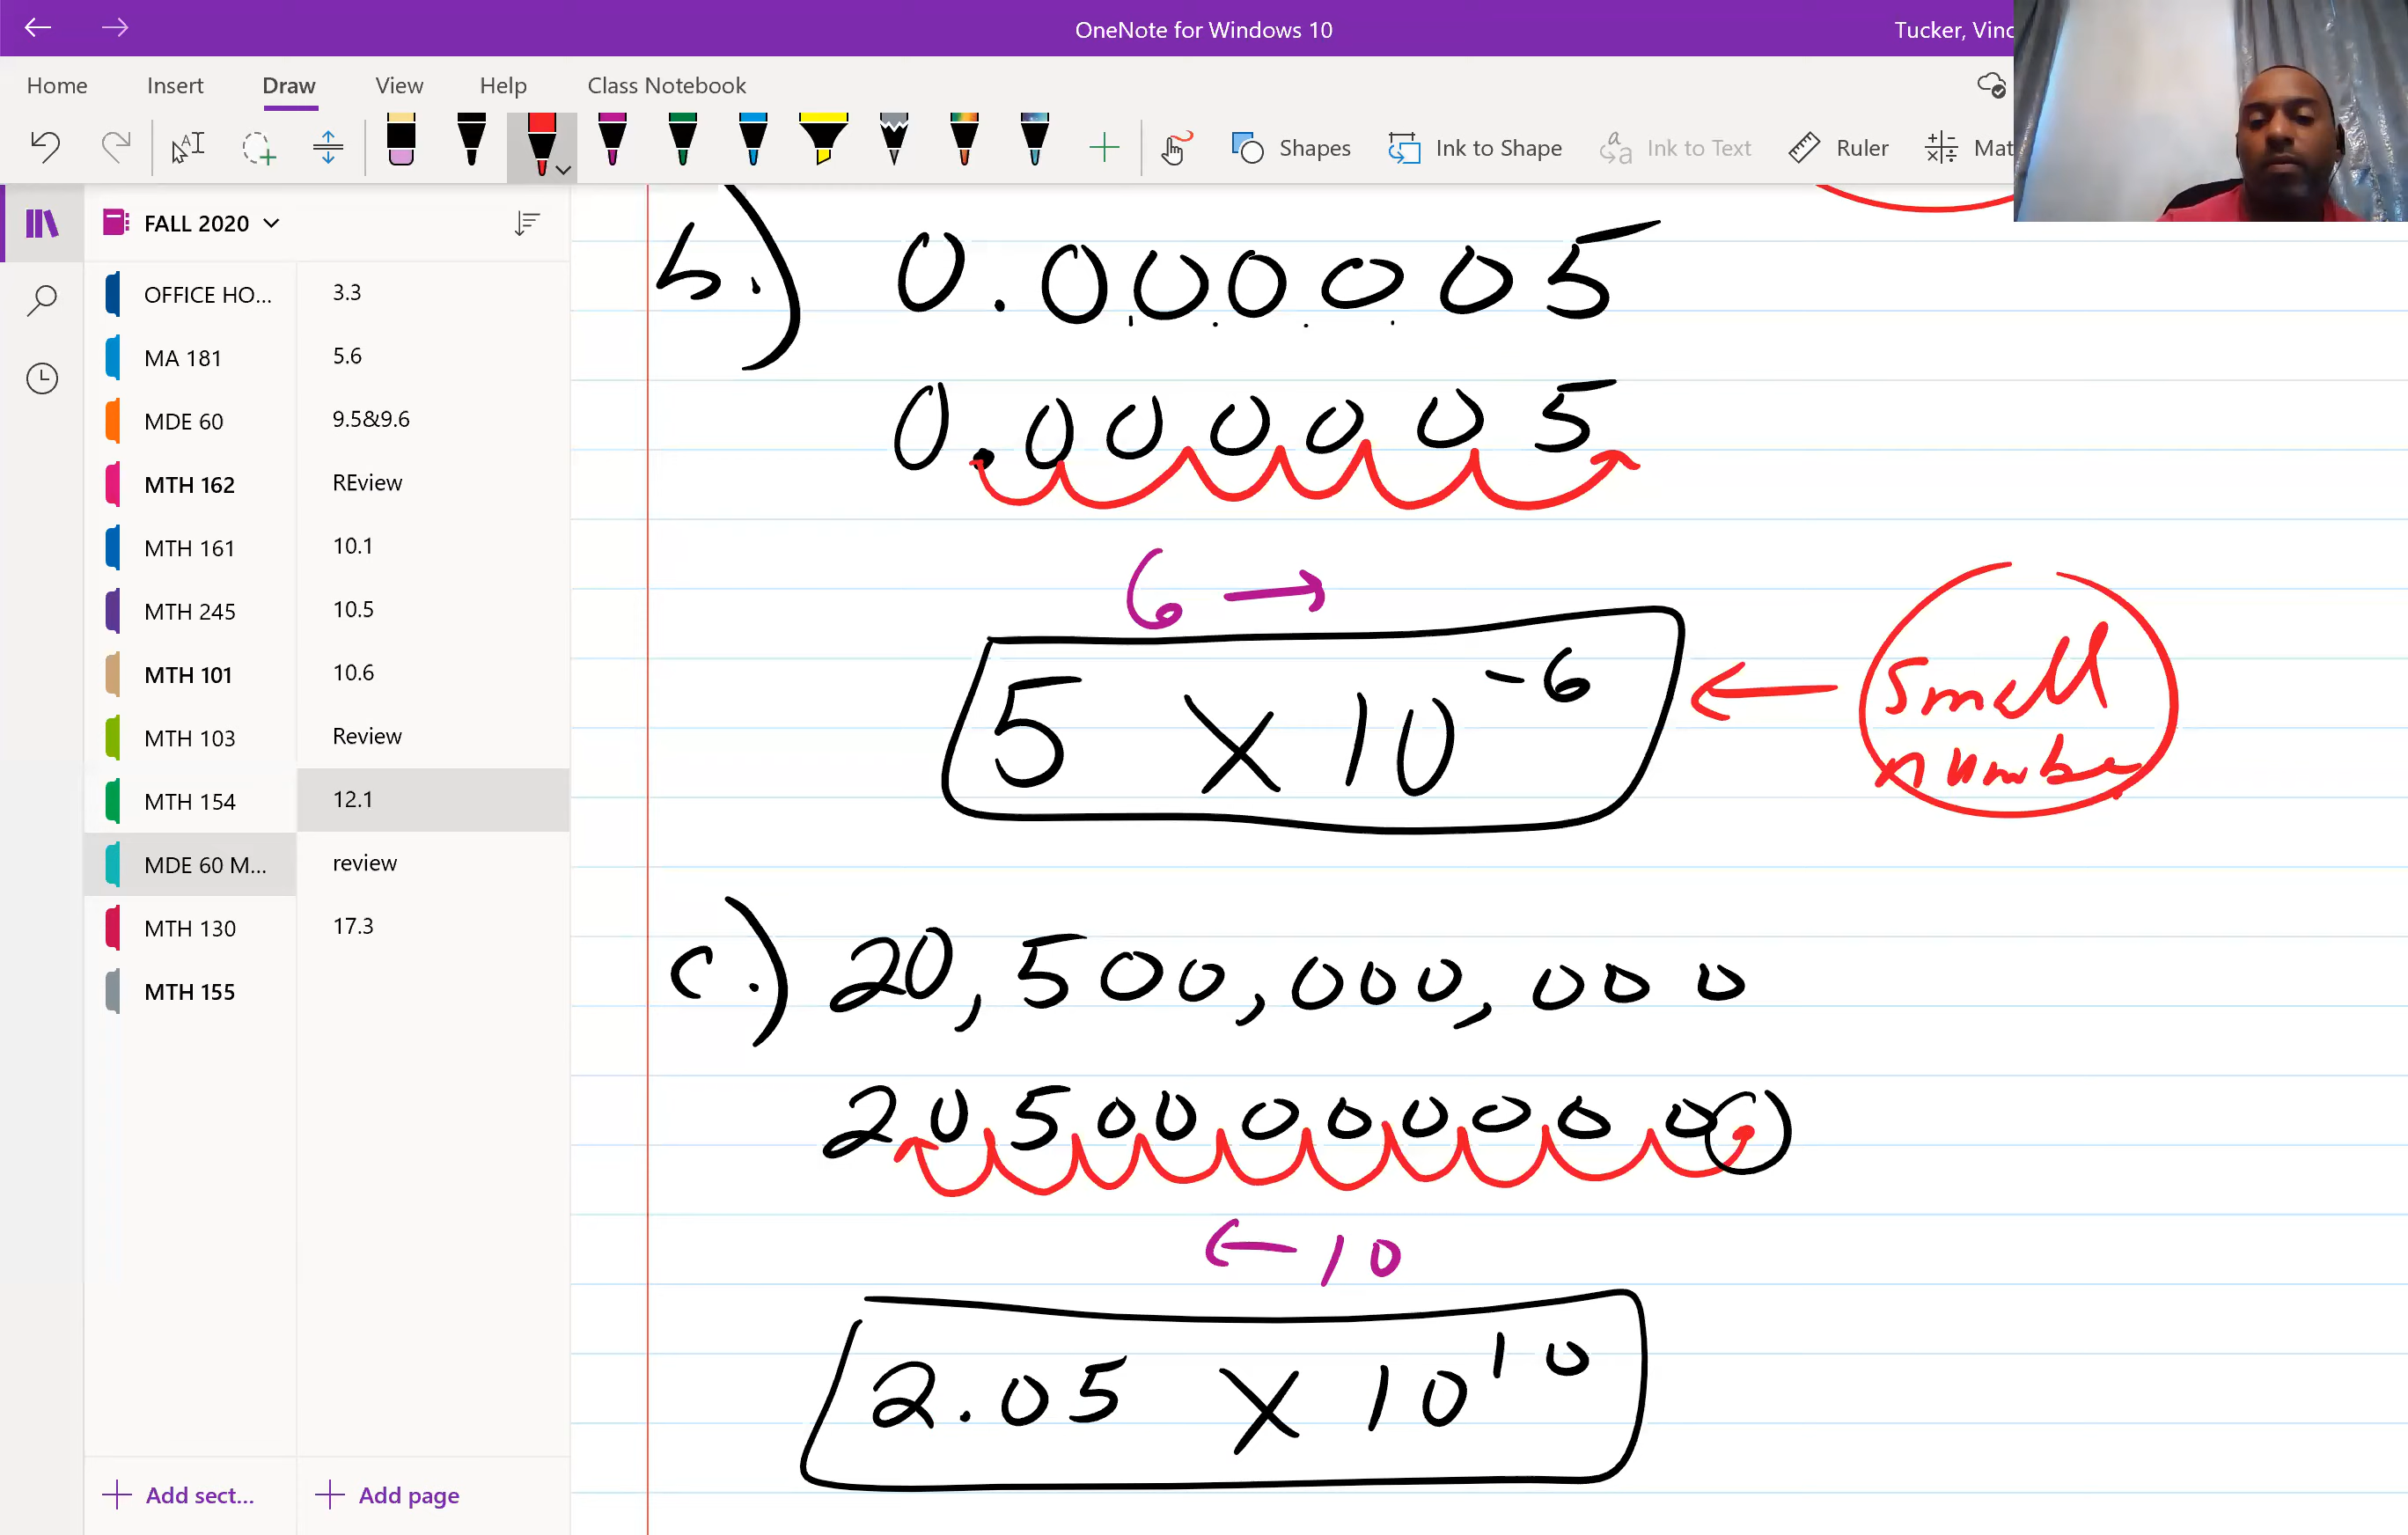 OneNote for Windows 10
Tucker, Vinc
Home Insert Draw View Help Class Notebook
Shapes Ink to Shape Ink to Text Ruler Mat
FALL 2020
OFFICE HO...
MA 181
MDE 60
MTH 162
MTH 161
MTH 245
MTH 101
MTH 103
MTH 154
MDE 60 M...
MTH 130
MTH 155
Add sect...
3.3
5.6
9.5&9.6
REview
10.1
10.5
10.6
Review
12.1
review
17.3
Add page
b.) 0.000005
0.000005
6 →
5 × 10⁻⁶ ← small
number
c.) 20,500,000,000
20500000000.
← 10
2.05 × 10¹⁰